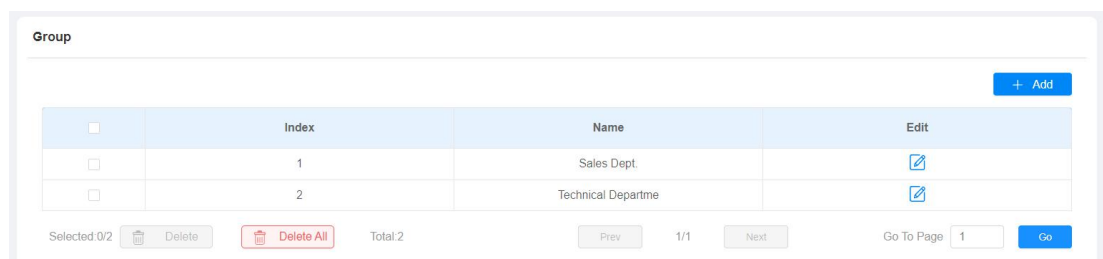 Group
+ Add
Index Name Edit
1 Sales Dept.
2 Technical Departme
Selected:0/2 Delete Delete All Total:2 Prev 1/1 Next Go To Page 1 Go